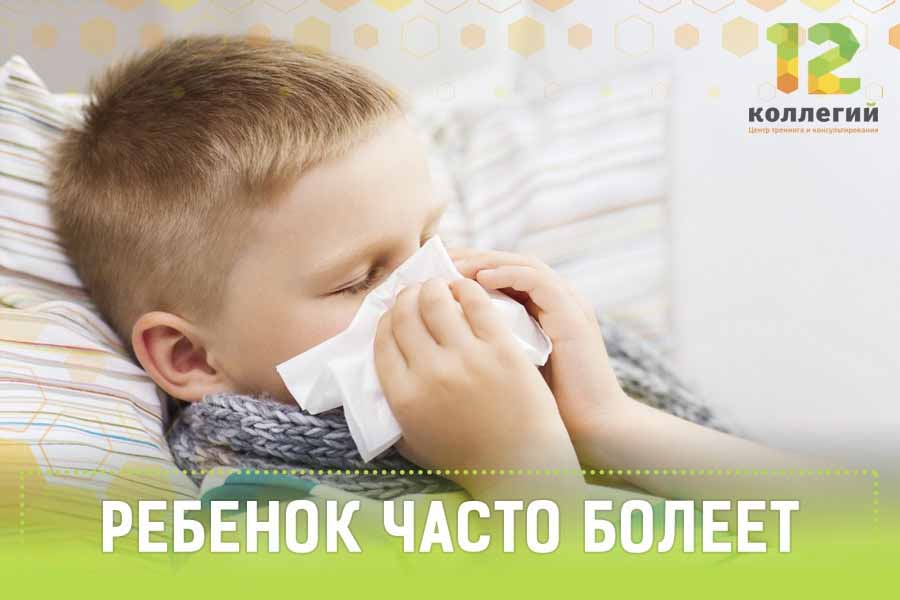 12
КОЛЛЕГИЙ
Центр тренинга и консультирования
РЕБЕНОК ЧАСТО БОЛЕЕТ